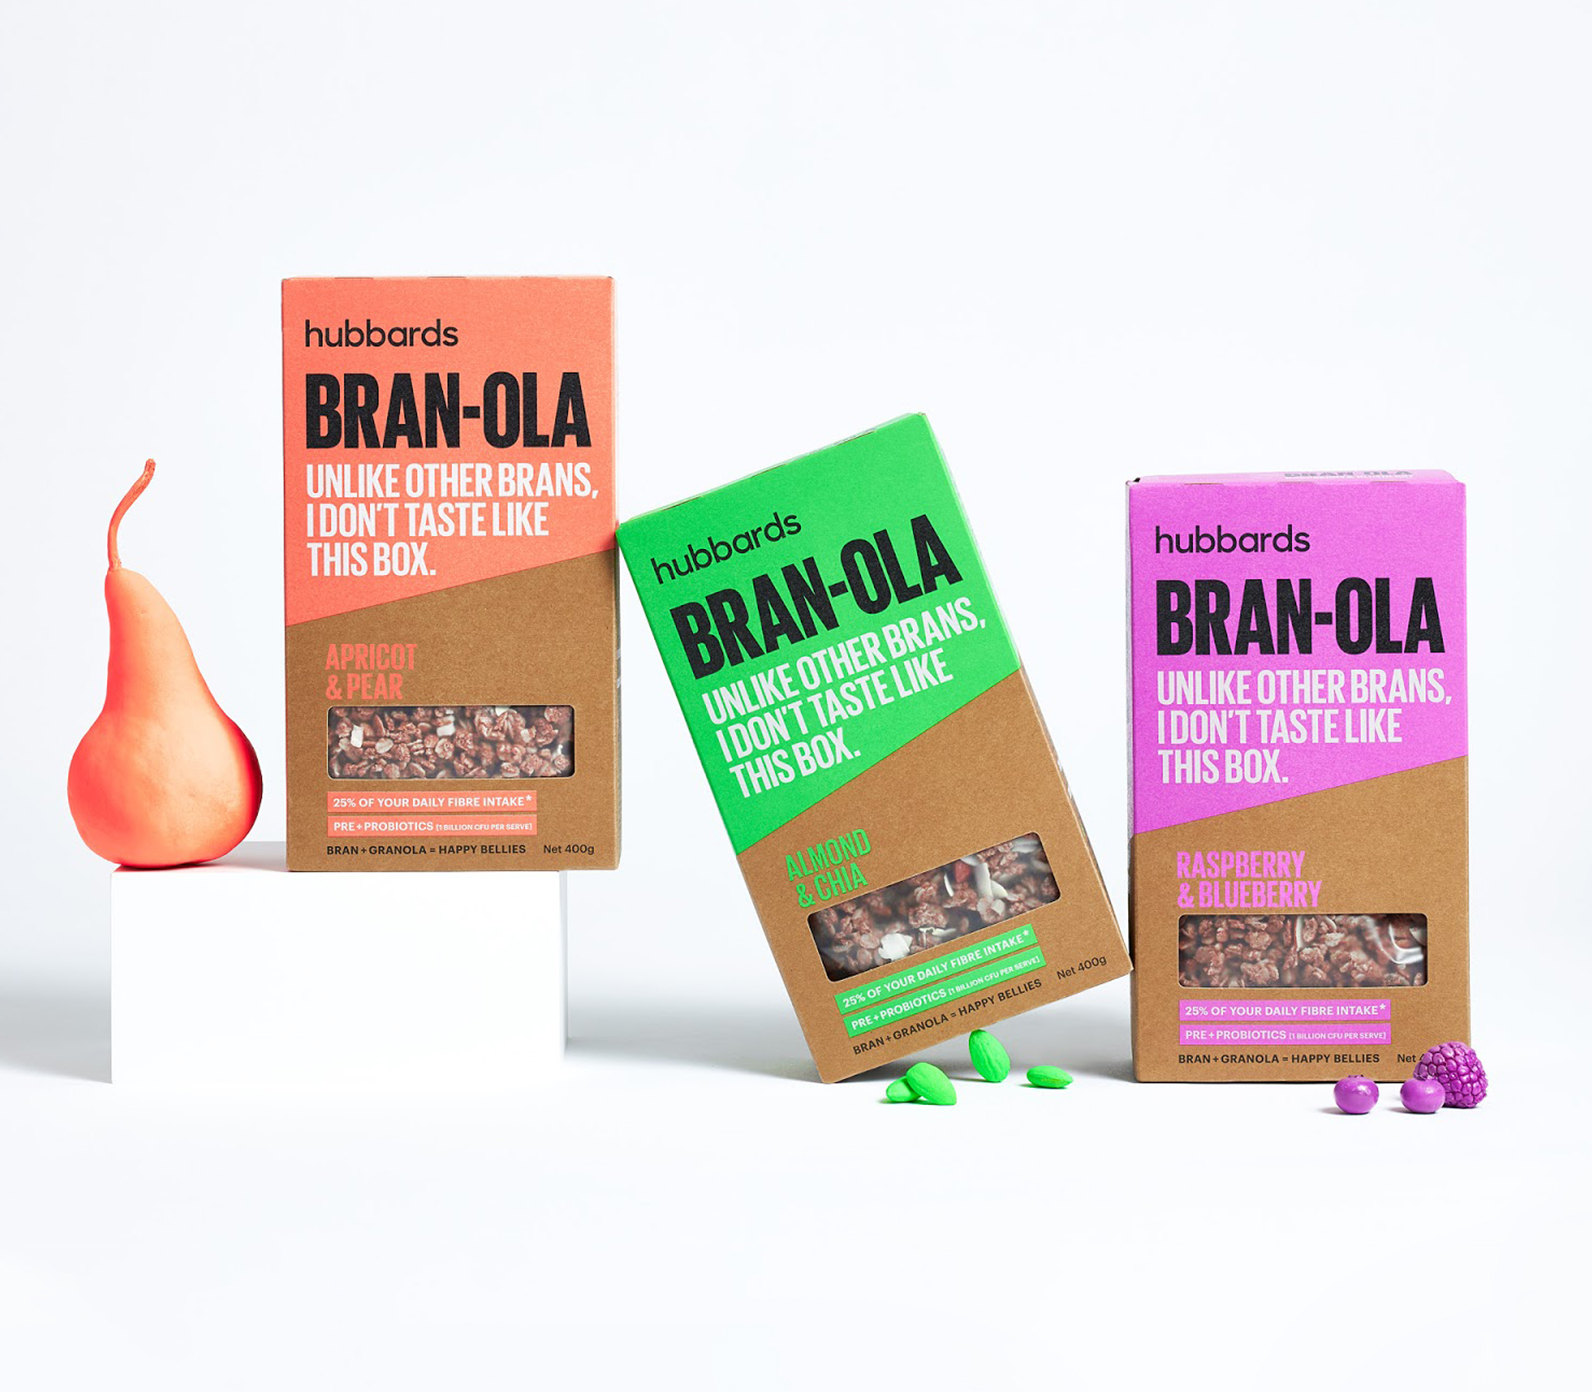 hubbards
BRAN-OLA
UNLIKE OTHER BRANS,
I DON'T TASTE LIKE
THIS BOX.
APRICOT
& PEAR
25% OF YOUR DAILY FIBRE INTAKE*
PRE+PROBIOTICS (1 BILLION CFU PER SERVE)
BRAN+GRANOLA = HAPPY BELLIES Net 400g
hubbards
BRAN-OLA
UNLIKE OTHER BRANS,
I DON'T TASTE LIKE
THIS BOX.
ALMOND
& CHIA
25% OF YOUR DAILY FIBRE INTAKE*
PRE+PROBIOTICS (1 BILLION CFU PER SERVE)
BRAN+GRANOLA = HAPPY BELLIES Net 400g
BRAN-OLA
hubbards
BRAN-OLA
UNLIKE OTHER BRANS,
I DON'T TASTE LIKE
THIS BOX.
RASPBERRY
& BLUEBERRY
25% OF YOUR DAILY FIBRE INTAKE*
PRE+PROBIOTICS (1 BILLION CFU PER SERVE)
BRAN+GRANOLA = HAPPY BELLIES Net